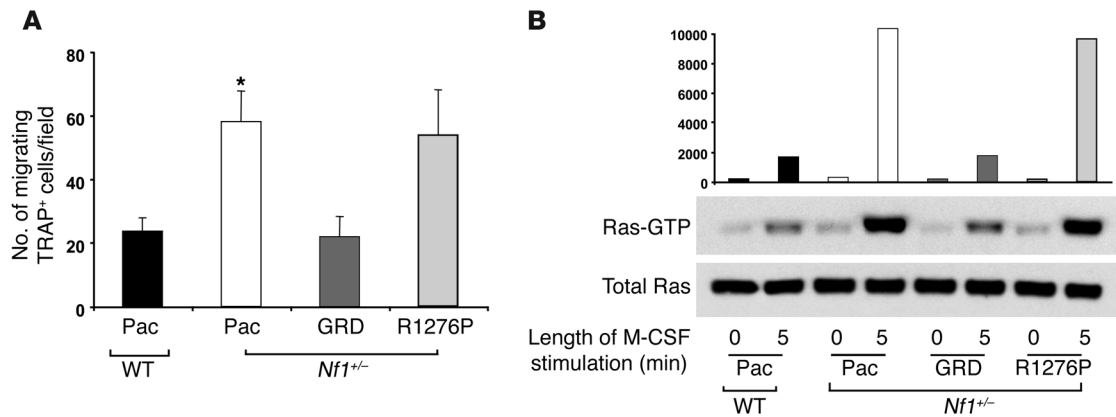 A
No. of migrating
TRAP+ cells/field
80
60
40
20
0
*
Pac Pac GRD R1276P
WT Nf1+/–
B
10000
8000
6000
4000
2000
0
Ras-GTP
Total Ras
Length of M-CSF 0 5 0 5 0 5 0 5
stimulation (min) Pac Pac GRD R1276P
WT Nf1+/–